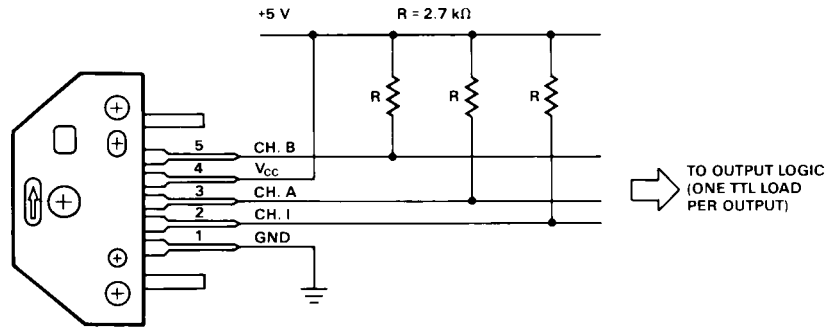 +5 V
R = 2.7 kΩ
R
R
R
5 CH. B
4 VCC
3 CH. A
2 CH. I
1 GND
TO OUTPUT LOGIC
(ONE TTL LOAD
PER OUTPUT)